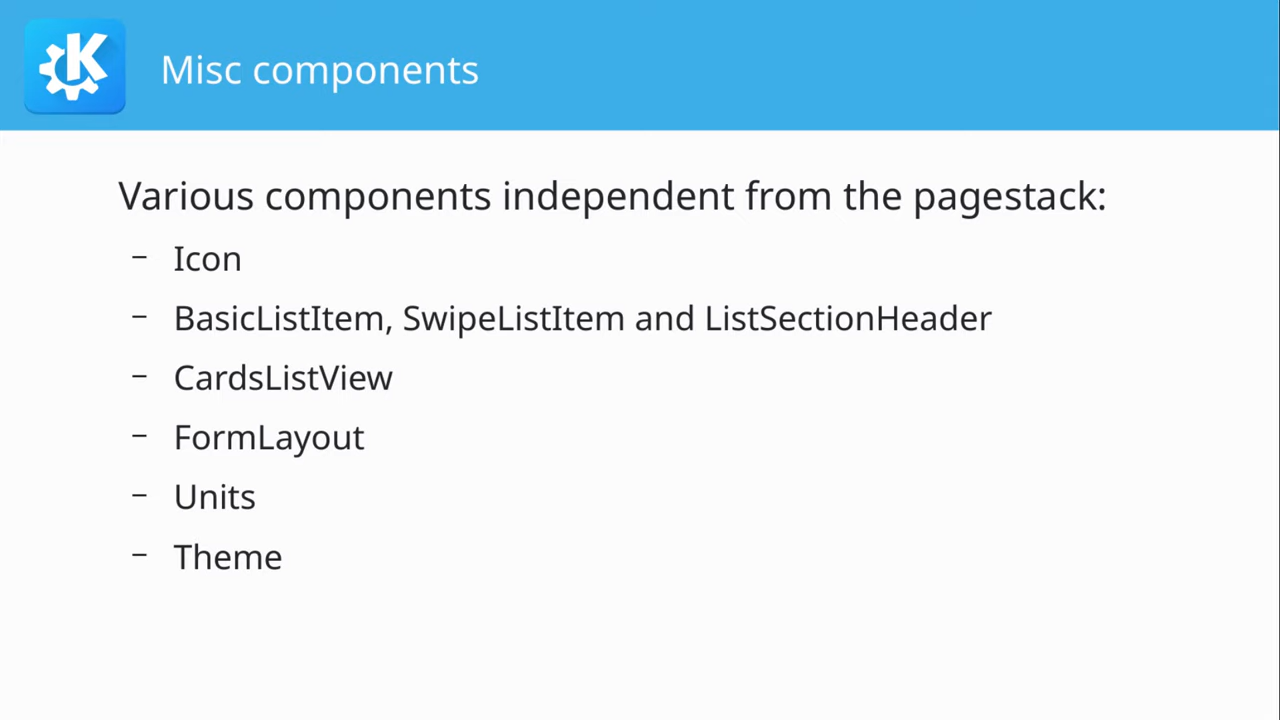 Misc components
Various components independent from the pagestack:
– Icon
– BasicListItem, SwipeListItem and ListSectionHeader
– CardsListView
– FormLayout
– Units
– Theme